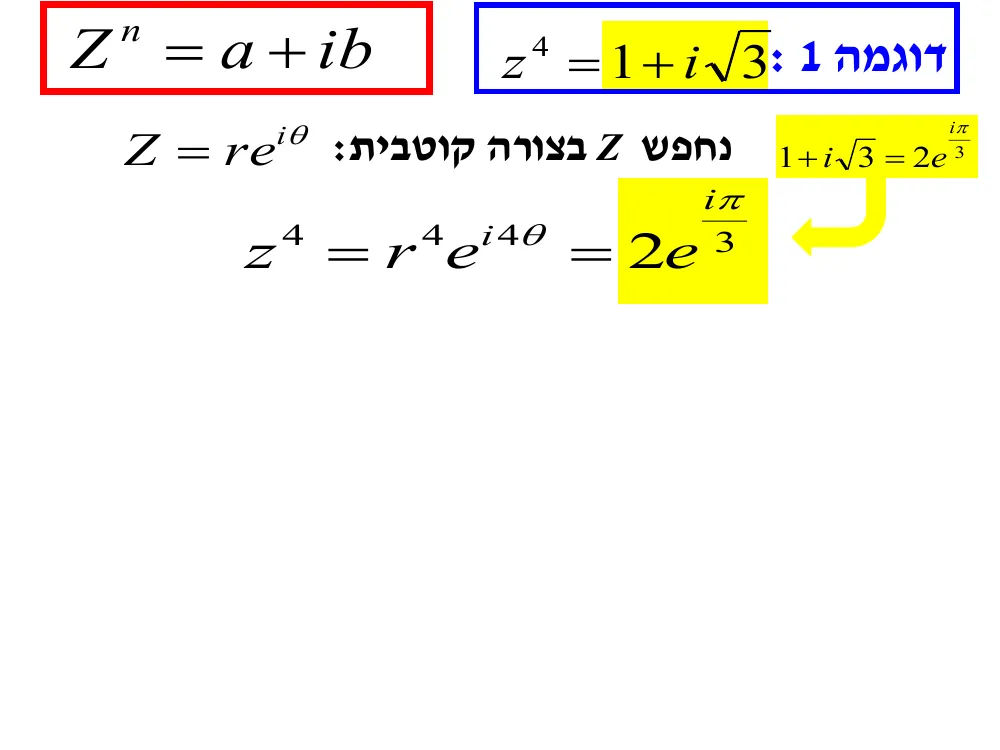 Z^n = a + ib
דוגמה 1 : z^4 = 1 + i√3
נחפש Z בצורה קוטבית: Z = re^{iθ}
1 + i√3 = 2e^{iπ/3}
z^4 = r^4 e^{i4θ} = 2e^{iπ/3}